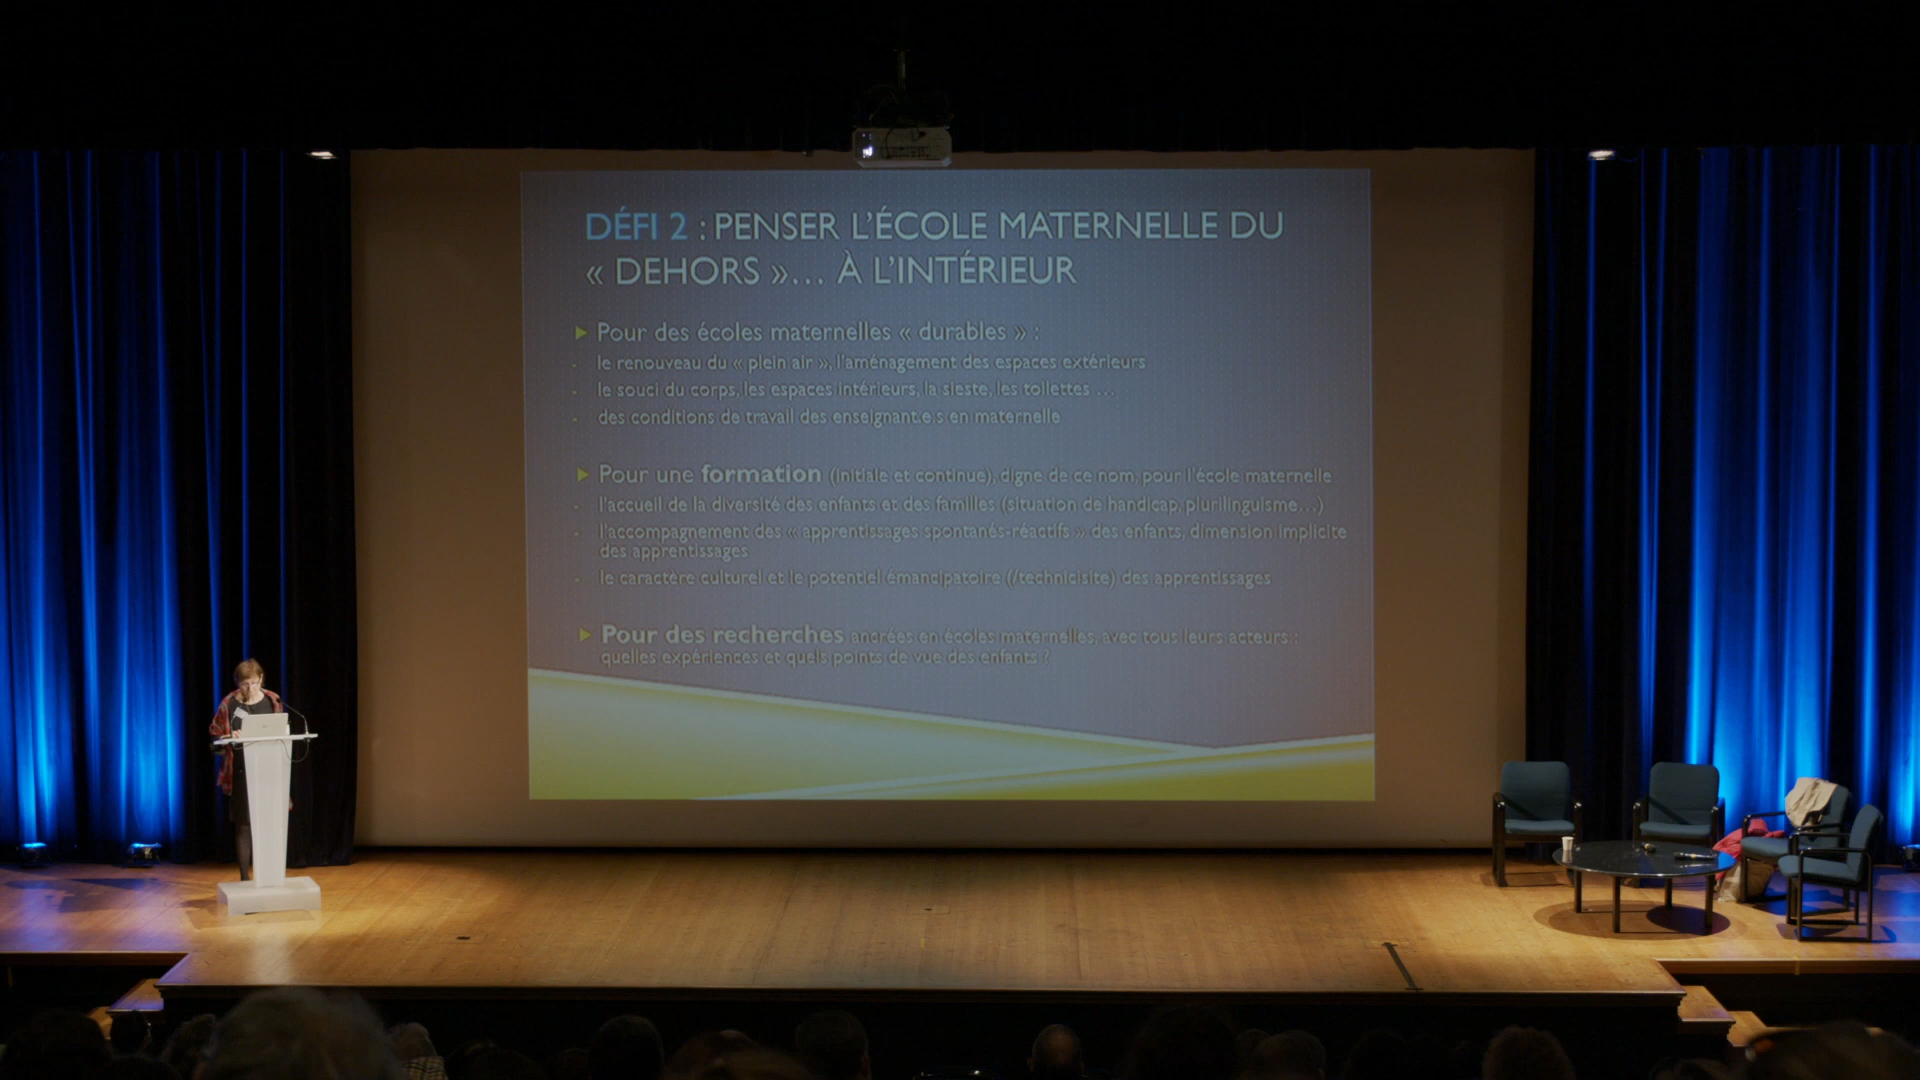 DÉFI 2 : PENSER L'ÉCOLE MATERNELLE DU
« DEHORS »... À L'INTÉRIEUR
Pour des écoles maternelles « durables » :
- le renouveau du « plein air », l'aménagement des espaces extérieurs
- le souci du corps, les espaces intérieurs, la sieste, les toilettes ...
- des conditions de travail des enseignant.e.s en maternelle
Pour une formation (initiale et continue), digne de ce nom, pour l'école maternelle
- l'accueil de la diversité des enfants et des familles (situation de handicap, plurilinguisme...)
- l'accompagnement des « apprentissages spontanés-réactifs » des enfants, dimension implicite
des apprentissages
- le caractère culturel et le potentiel émancipatoire (/technicisite) des apprentissages
Pour des recherches ancrées en écoles maternelles, avec tous leurs acteurs :
quelles expériences et quels points de vue des enfants ?